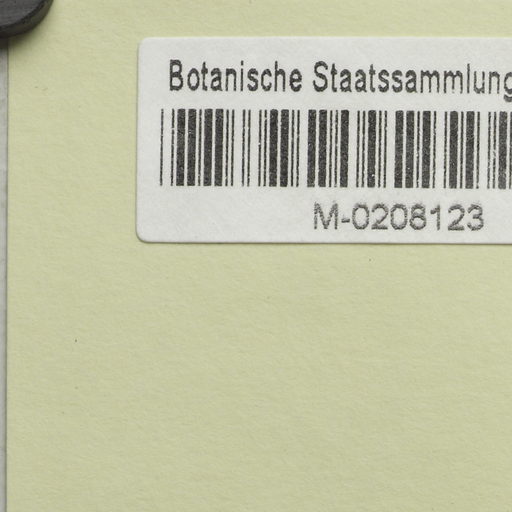 Botanische Staatssammlung
M-0208123